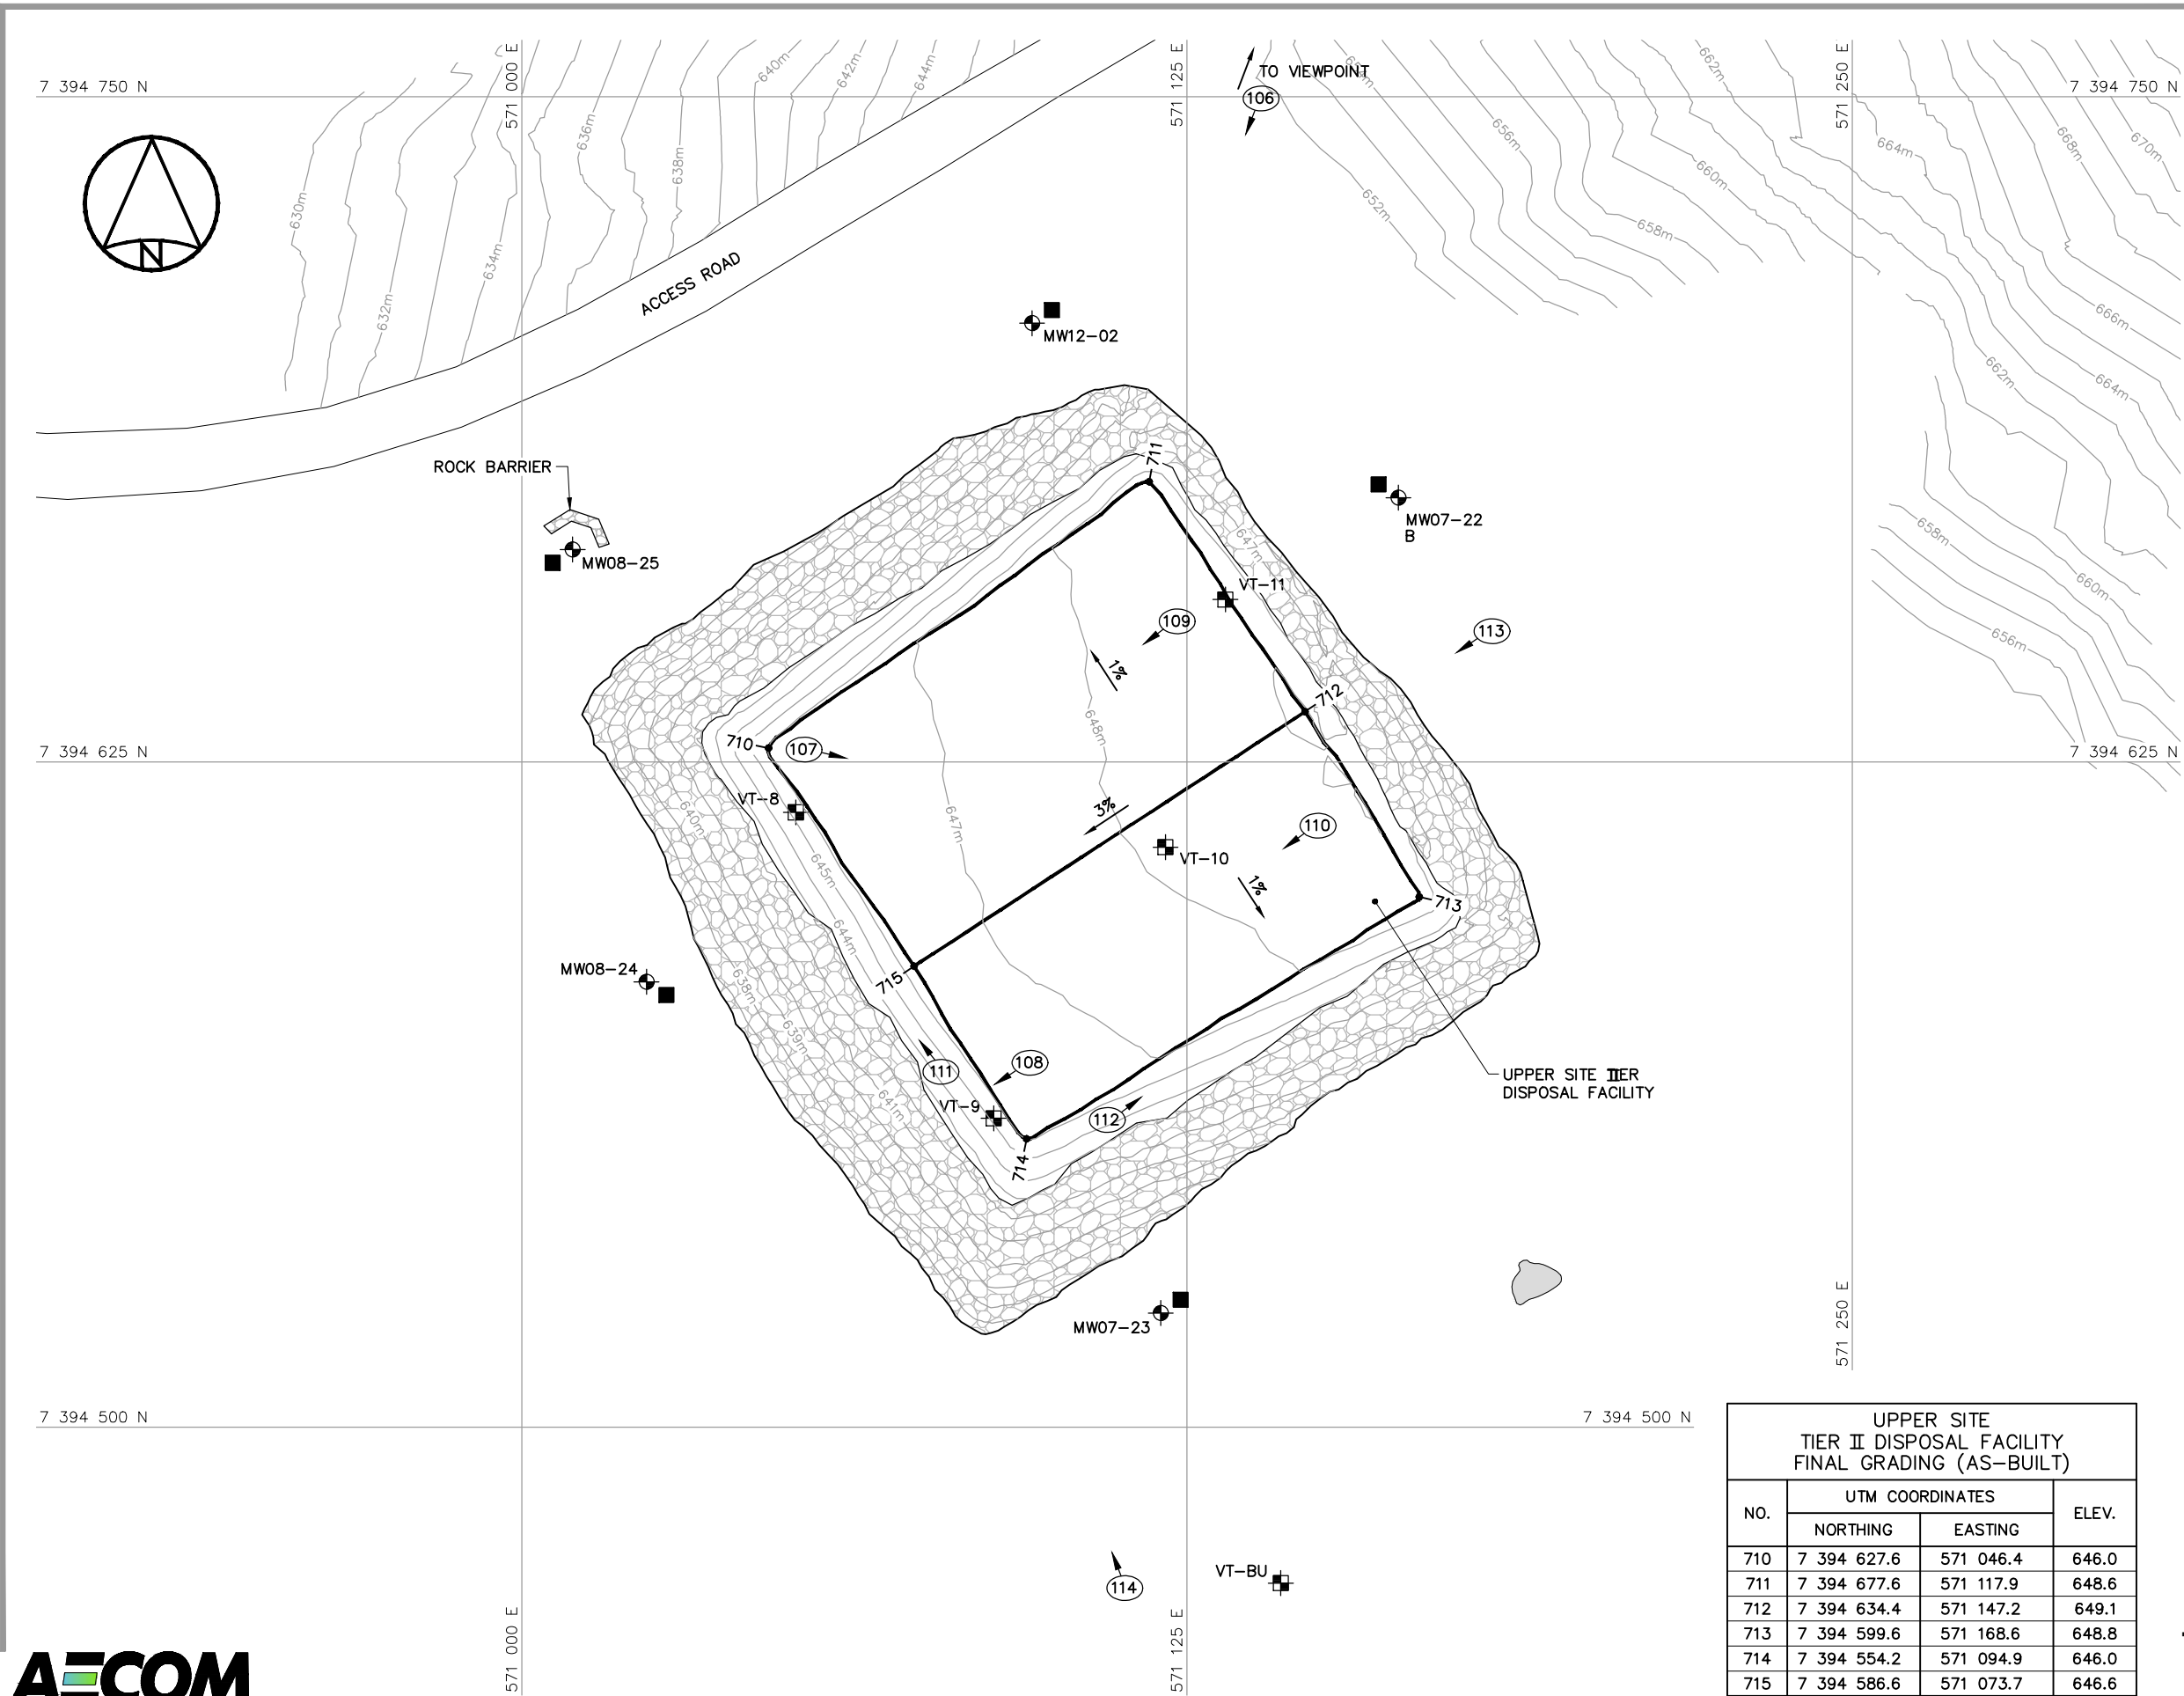 571 000 E
571 125 E
571 250 E
7 394 750 N
7 394 750 N
TO VIEWPOINT
106
640m
642m
644m
662m
630m
632m
634m
636m
638m
652m
656m
658m
660m
664m
668m
670m
666m
664m
662m
658m
660m
656m
N
ACCESS ROAD
MW12-02
ROCK BARRIER
MW08-25
711
647m
MW07-22
B
VT-11
109
113
1%
712
648m
710
107
7 394 625 N
7 394 625 N
VT-8
640m
645m
647m
3%
110
VT-10
1%
713
644m
MW08-24
638m
715
639m
641m
111
108
VT-9
112
714
UPPER SITE TIER
DISPOSAL FACILITY
MW07-23
571 250 E
7 394 500 N
7 394 500 N
114
VT-BU
571 000 E
571 125 E
AECOM
UPPER SITE
TIER II DISPOSAL FACILITY
FINAL GRADING (AS-BUILT)
NO. UTM COORDINATES ELEV.
NORTHING EASTING
710 7 394 627.6 571 046.4 646.0
711 7 394 677.6 571 117.9 648.6
712 7 394 634.4 571 147.2 649.1
713 7 394 599.6 571 168.6 648.8
714 7 394 554.2 571 094.9 646.0
715 7 394 586.6 571 073.7 646.6